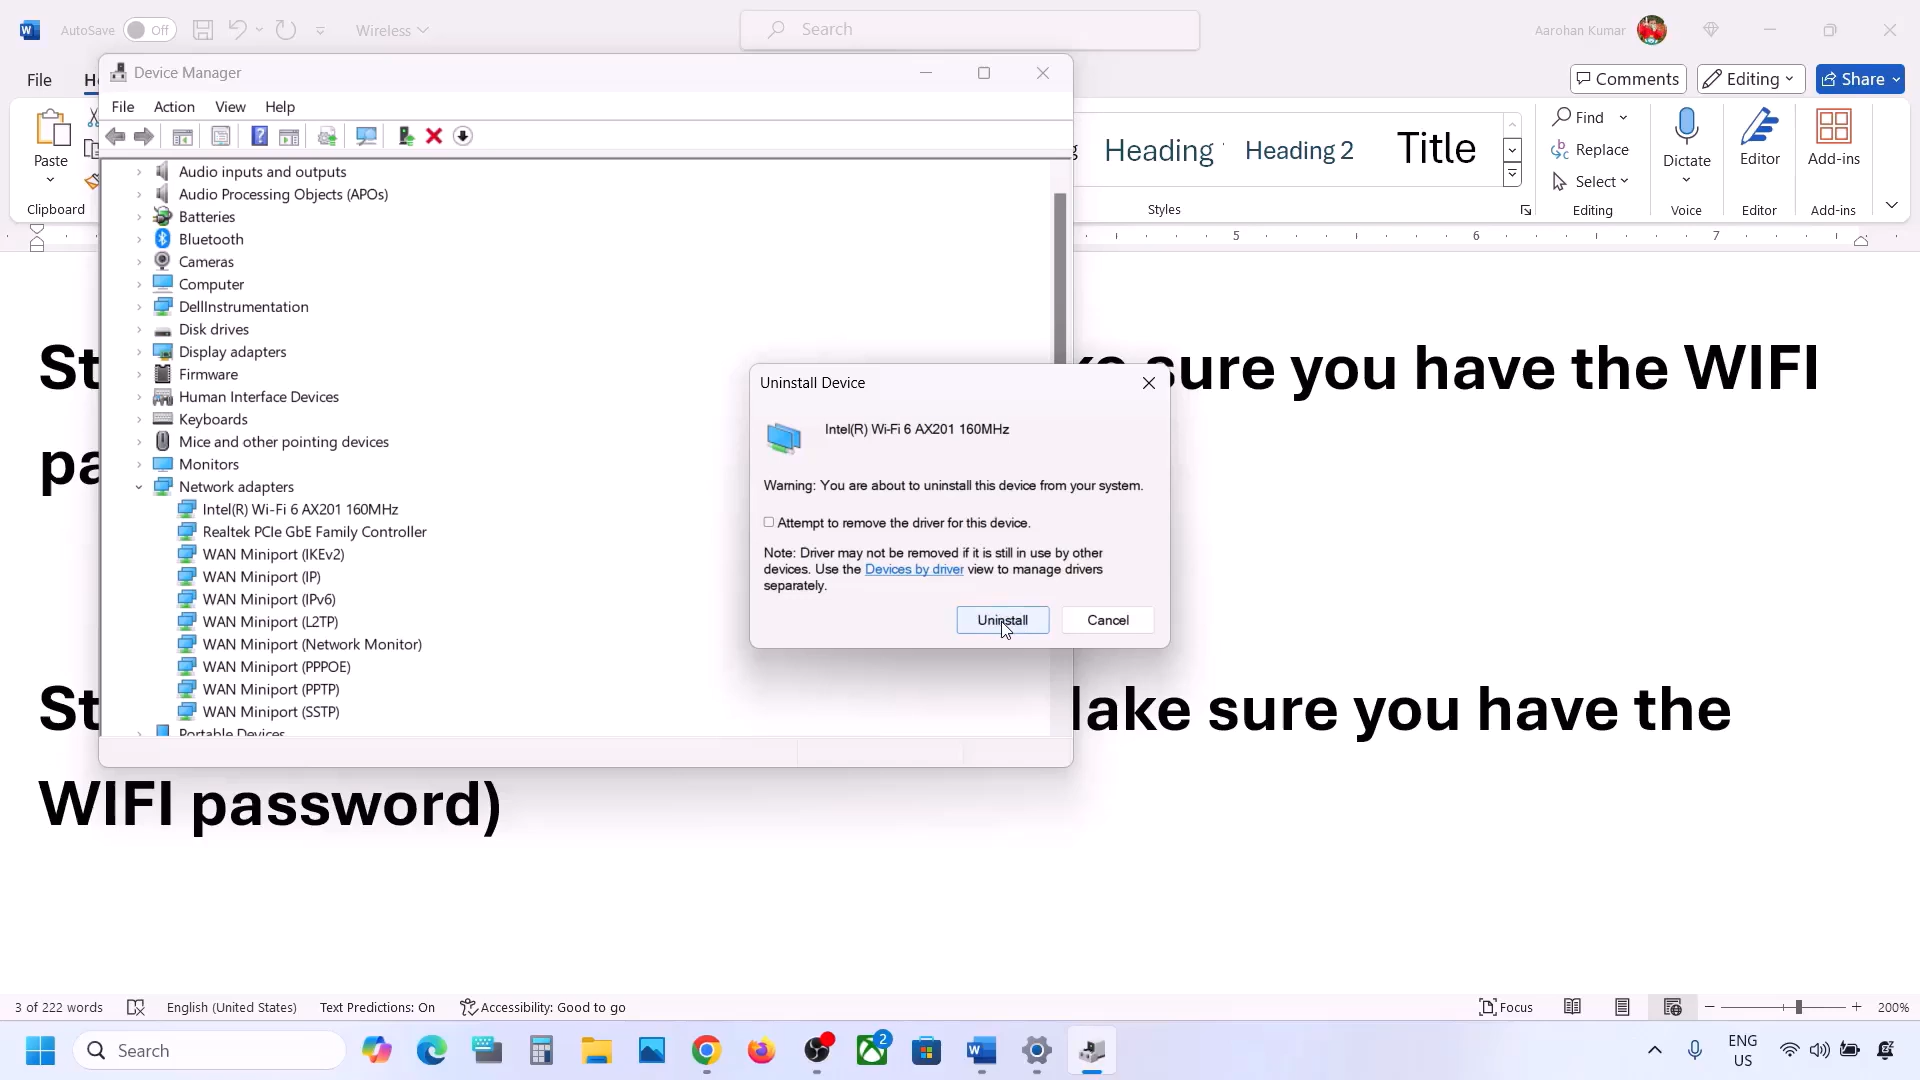 AutoSave Off
Wireless
Search
Aarohan Kumar
File
Comments
Editing
Share
Device Manager
File Action View Help
Paste
Clipboard
Heading
Heading 2
Title
Styles
Find
Replace
Select
Editing
Dictate
Voice
Editor
Editor
Add-ins
Add-ins
5 6 7
Audio inputs and outputs
Audio Processing Objects (APOs)
Batteries
Bluetooth
Cameras
Computer
DellInstrumentation
Disk drives
Display adapters
Firmware
Human Interface Devices
Keyboards
Mice and other pointing devices
Monitors
Network adapters
Intel(R) Wi-Fi 6 AX201 160MHz
Realtek PCIe GbE Family Controller
WAN Miniport (IKEv2)
WAN Miniport (IP)
WAN Miniport (IPv6)
WAN Miniport (L2TP)
WAN Miniport (Network Monitor)
WAN Miniport (PPPOE)
WAN Miniport (PPTP)
WAN Miniport (SSTP)
Portable Devices
Uninstall Device
Intel(R) Wi-Fi 6 AX201 160MHz
Warning: You are about to uninstall this device from your system.
Attempt to remove the driver for this device.
Note: Driver may not be removed if it is still in use by other
devices. Use the Devices by driver view to manage drivers
separately.
Uninstall Cancel
sure you have the WIFI
ake sure you have the
WIFI password)
3 of 222 words English (United States) Text Predictions: On Accessibility: Good to go
Focus
200%
Search
2
ENG
US